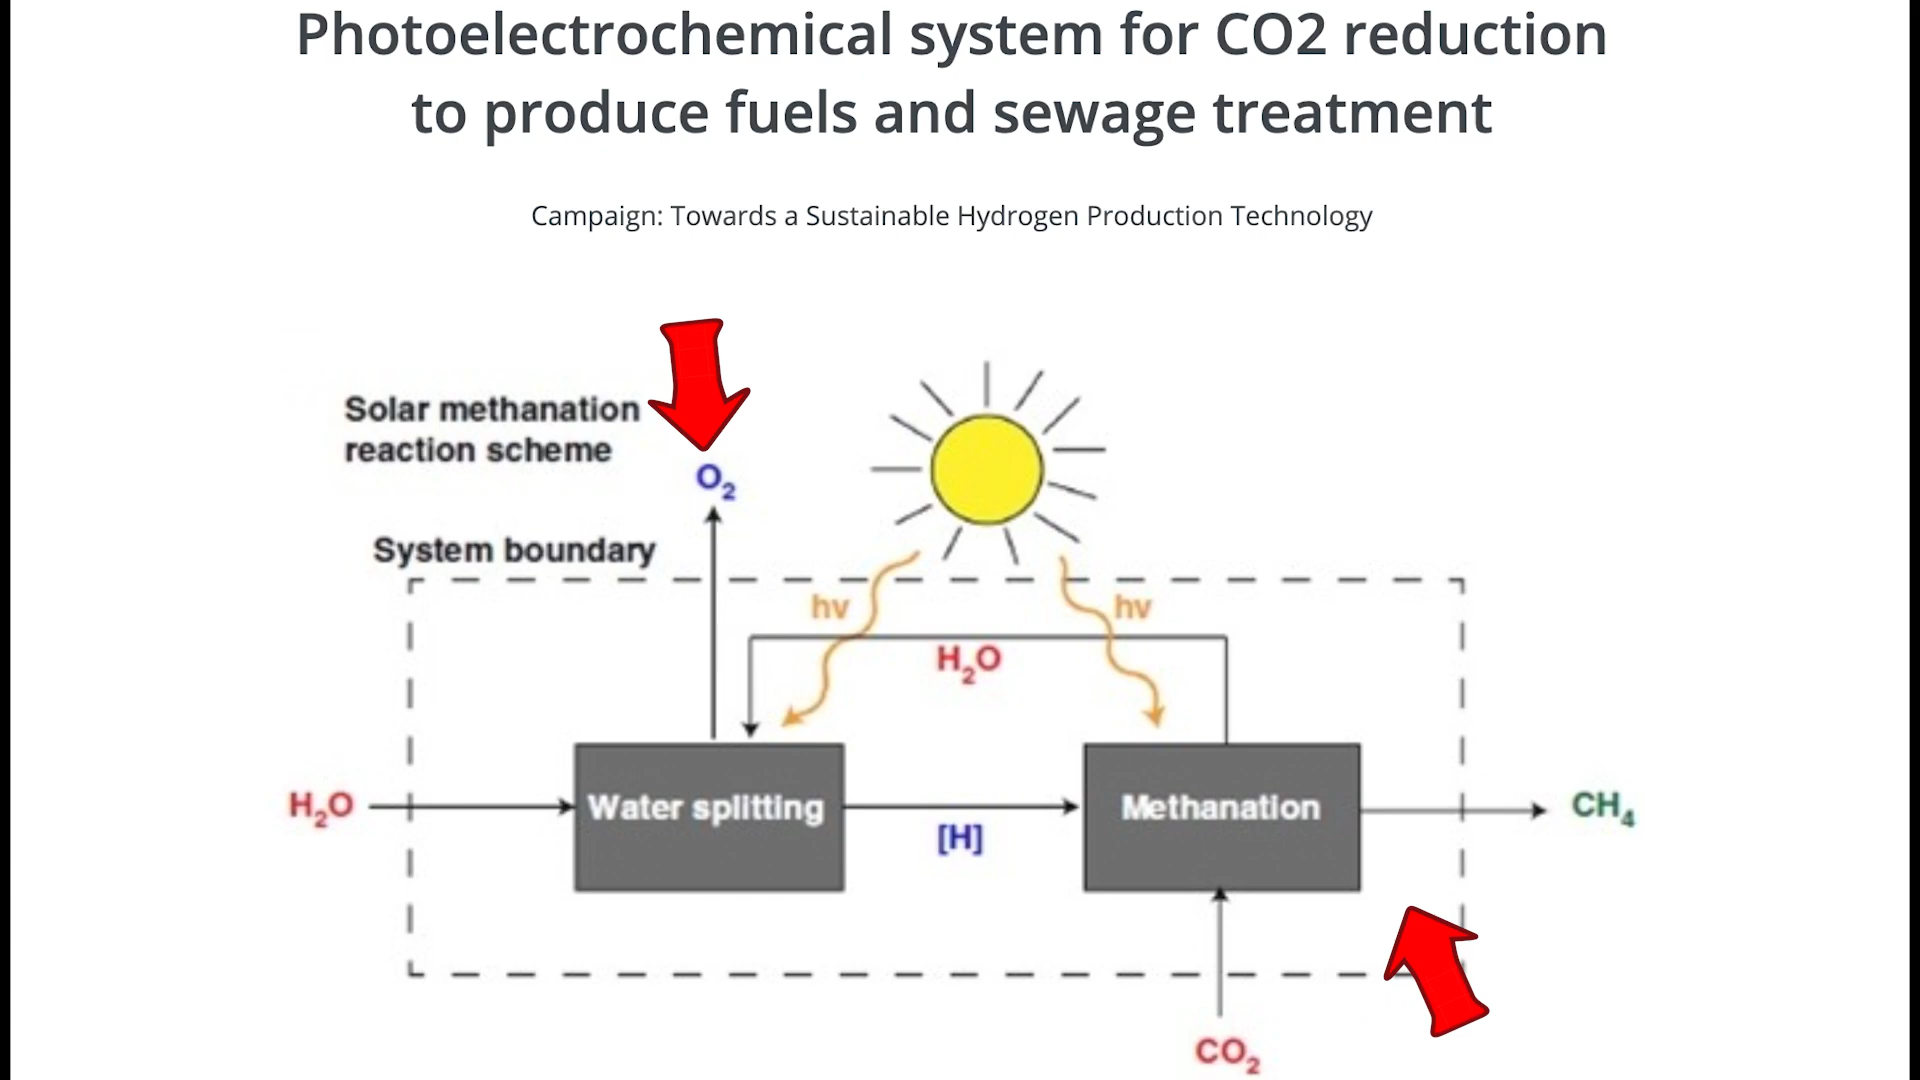 Photoelectrochemical system for CO2 reduction
to produce fuels and sewage treatment
Campaign: Towards a Sustainable Hydrogen Production Technology
Solar methanation
reaction scheme
O₂
System boundary
hv
hv
H₂O
H₂O
Water splitting
[H]
Methanation
CH₄
CO₂